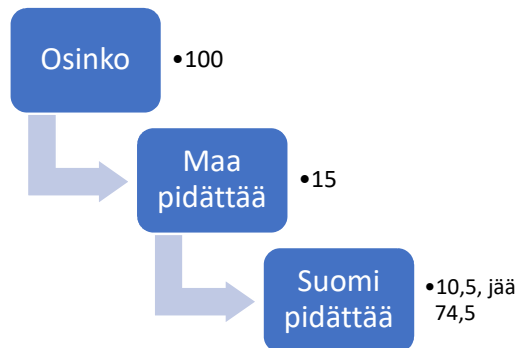 Osinko
•100
Maa
pidättää
•15
Suomi
pidättää
•10,5, jää
74,5